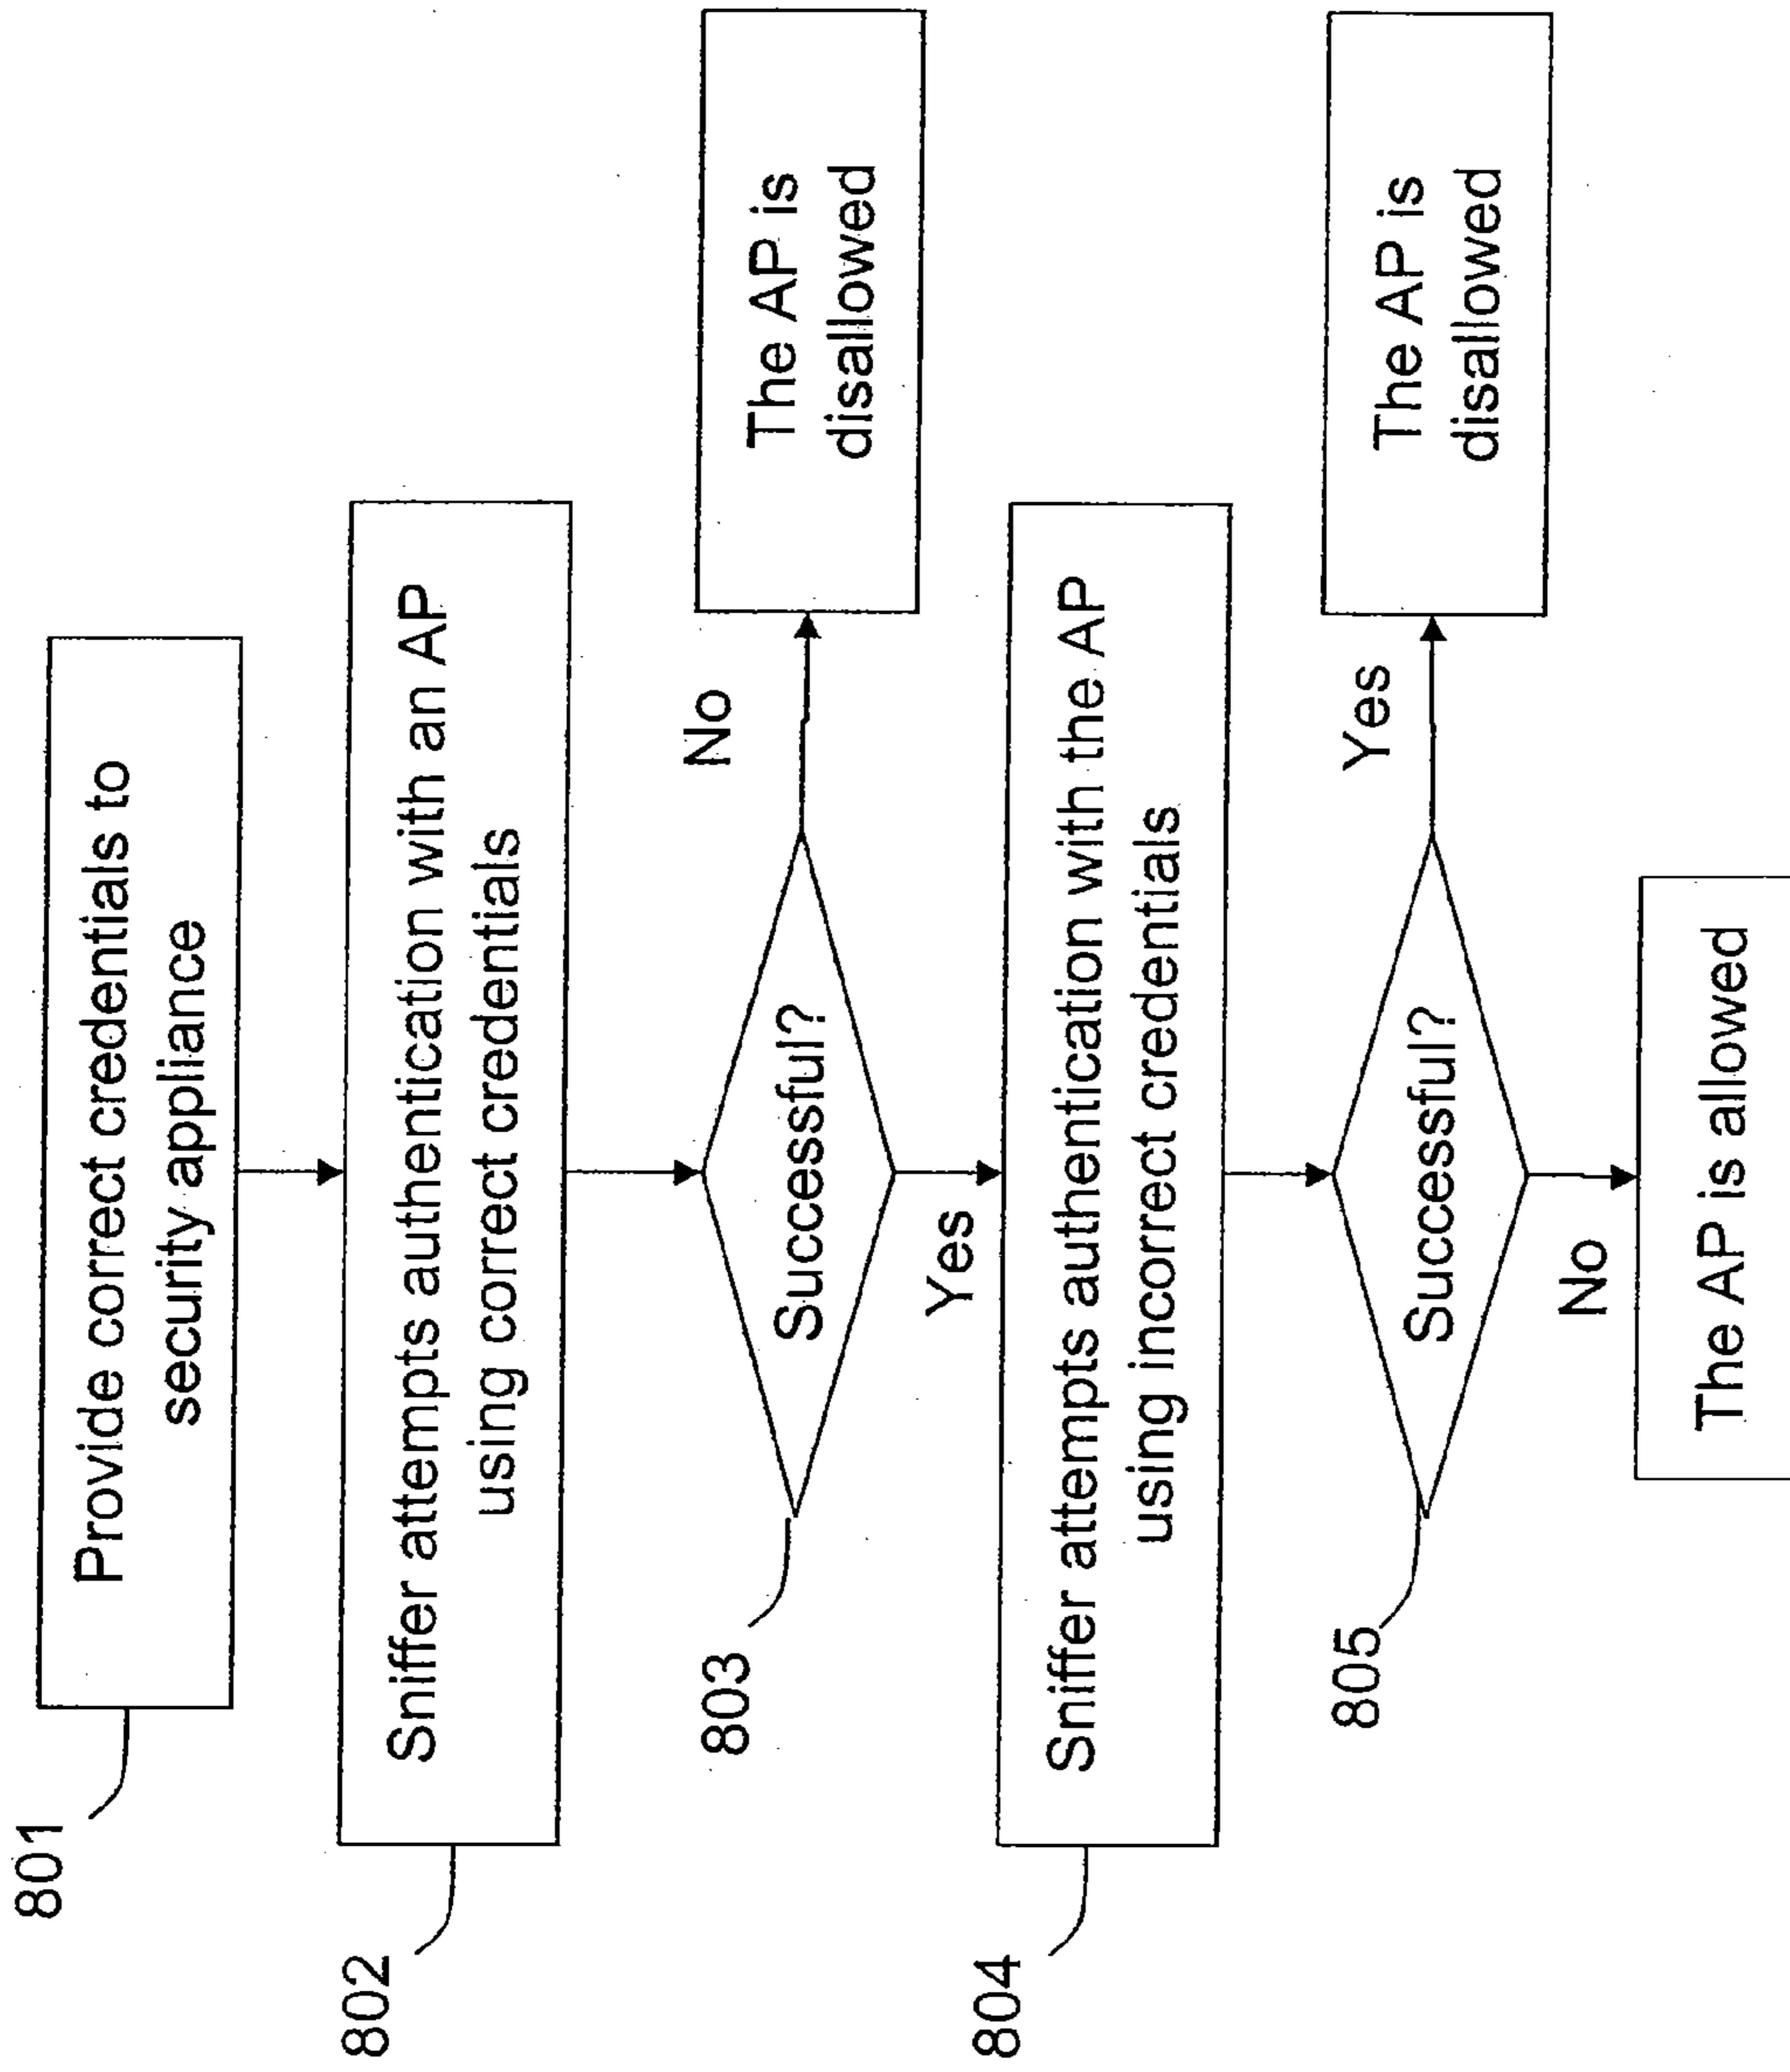 801
Provide correct credentials to
security appliance
802
Sniffer attempts authentication with an AP
using correct credentials
803
Successful?
No
The AP is
disallowed
Yes
804
Sniffer attempts authentication with the AP
using incorrect credentials
805
Successful?
Yes
The AP is
disallowed
No
The AP is allowed